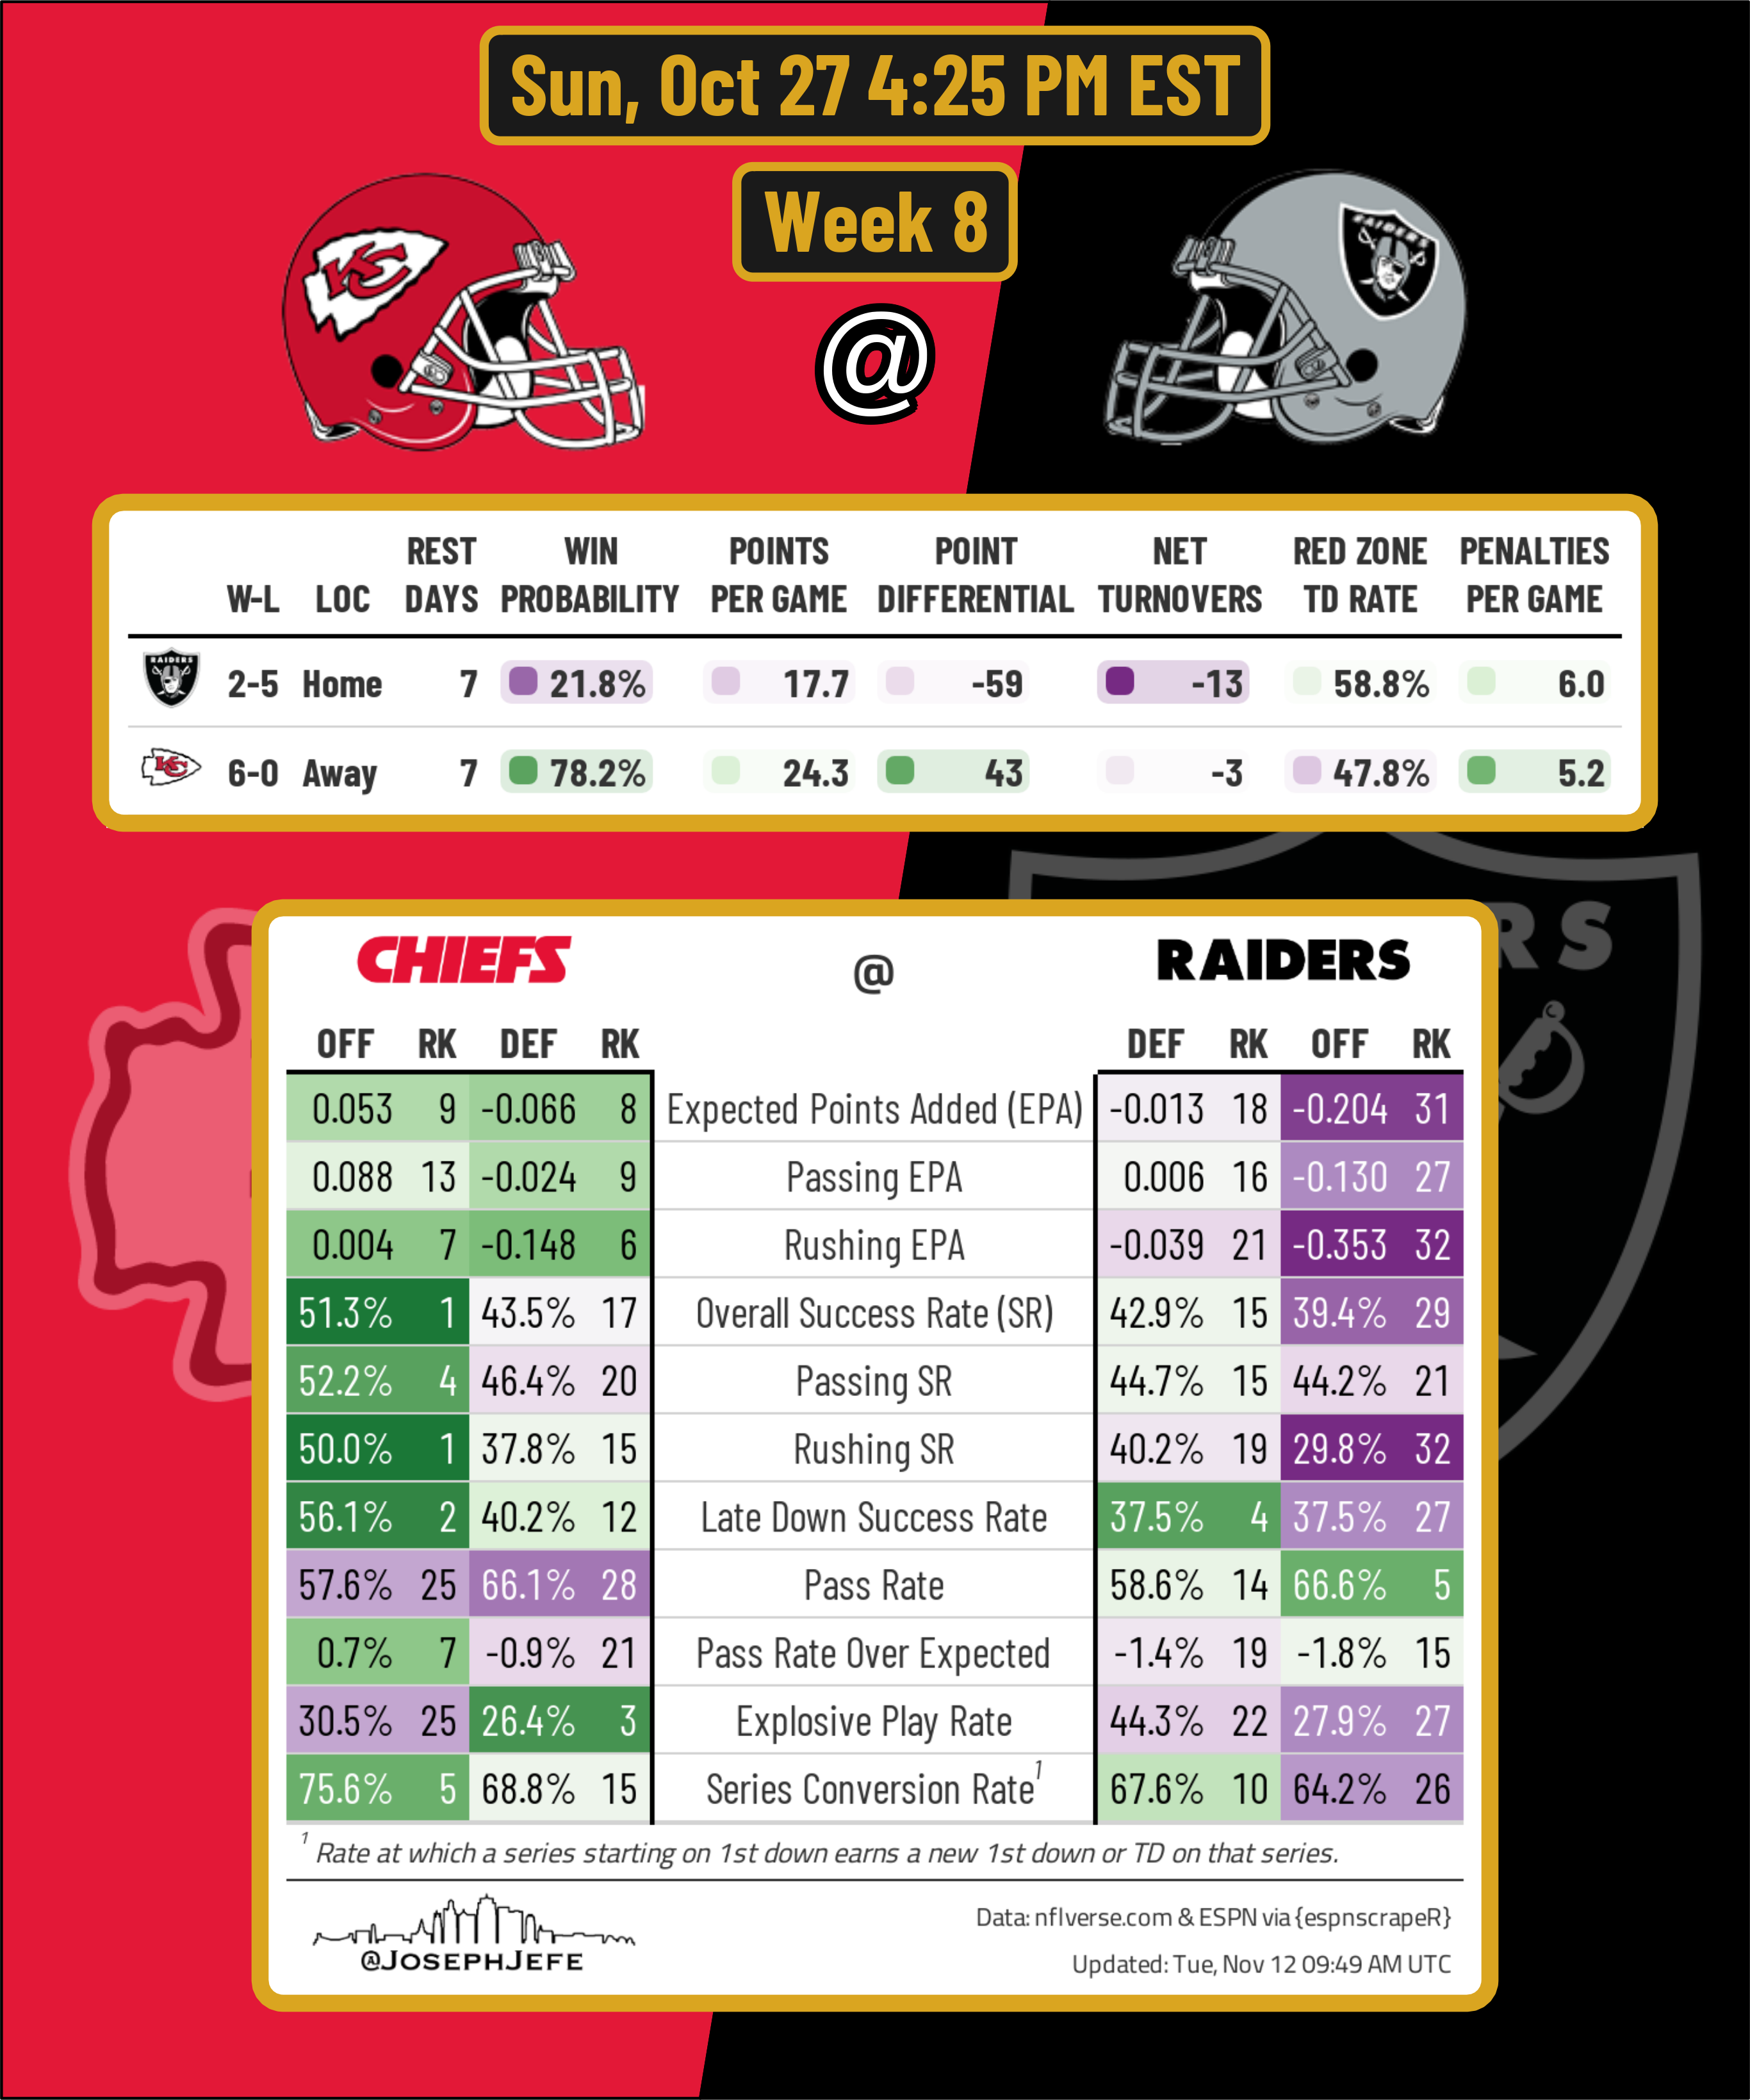 Sun, Oct 27 4:25 PM EST
Week 8
KC
RAIDERS
@
REST WIN POINTS POINT NET RED ZONE PENALTIES
W-L LOC DAYS PROBABILITY PER GAME DIFFERENTIAL TURNOVERS TD RATE PER GAME
RAIDERS 2-5 Home 7 21.8% 17.7 -59 -13 58.8% 6.0
KC 6-0 Away 7 78.2% 24.3 43 -3 47.8% 5.2
RS
CHIEFS @ RAIDERS
OFF RK DEF RK DEF RK OFF RK
0.053 9 -0.066 8 Expected Points Added (EPA) -0.013 18 -0.204 31
0.088 13 -0.024 9 Passing EPA 0.006 16 -0.130 27
0.004 7 -0.148 6 Rushing EPA -0.039 21 -0.353 32
51.3% 1 43.5% 17 Overall Success Rate (SR) 42.9% 15 39.4% 29
52.2% 4 46.4% 20 Passing SR 44.7% 15 44.2% 21
50.0% 1 37.8% 15 Rushing SR 40.2% 19 29.8% 32
56.1% 2 40.2% 12 Late Down Success Rate 37.5% 4 37.5% 27
57.6% 25 66.1% 28 Pass Rate 58.6% 14 66.6% 5
0.7% 7 -0.9% 21 Pass Rate Over Expected -1.4% 19 -1.8% 15
30.5% 25 26.4% 3 Explosive Play Rate 44.3% 22 27.9% 27
75.6% 5 68.8% 15 Series Conversion Rate¹ 67.6% 10 64.2% 26
¹ Rate at which a series starting on 1st down earns a new 1st down or TD on that series.
@JOSEPHJEFE
Data: nflverse.com & ESPN via {espnscrapeR}
Updated: Tue, Nov 12 09:49 AM UTC